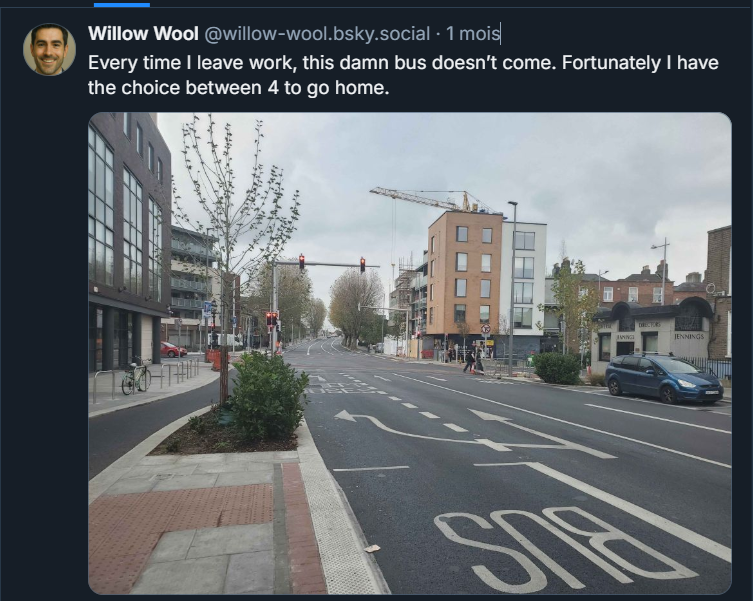 Willow Wool @willow-wool.bsky.social · 1 mois
Every time I leave work, this damn bus doesn’t come. Fortunately I have
the choice between 4 to go home.
JENNINGS
BUS